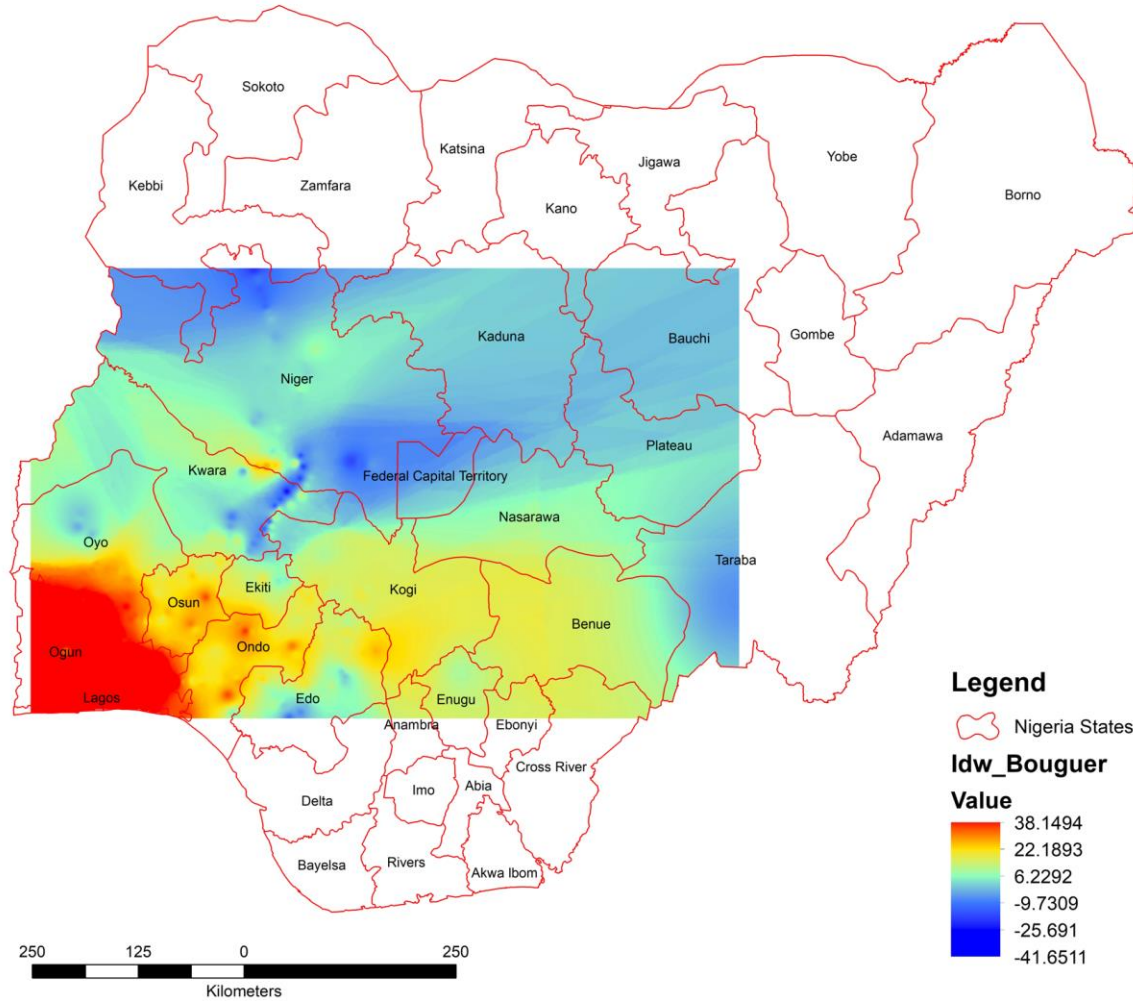 Sokoto
Katsina
Jigawa
Yobe
Kebbi
Zamfara
Kano
Borno
Kaduna
Bauchi
Gombe
Niger
Adamawa
Plateau
Kwara
Federal Capital Territory
Nasarawa
Oyo
Taraba
Ekiti
Kogi
Osun
Benue
Ondo
Ogun
Lagos
Edo
Enugu
Anambra
Ebonyi
Cross River
Delta
Imo
Abia
Bayelsa
Rivers
Akwa Ibom
Legend
Nigeria States
Idw_Bouguer
Value
38.1494
22.1893
6.2292
-9.7309
-25.691
-41.6511
250 125 0 250
Kilometers